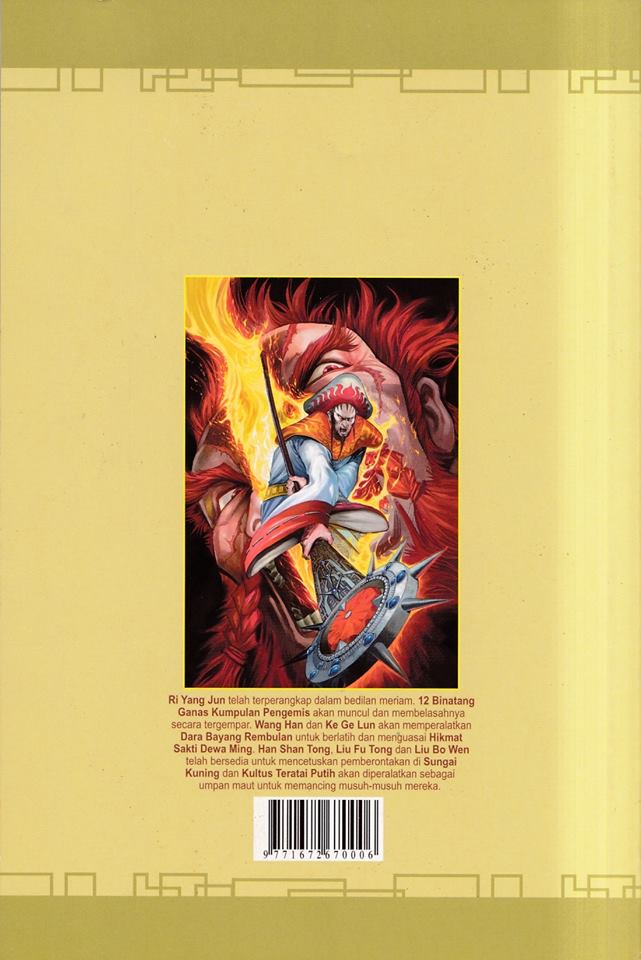 Ri Yang Jun telah terperangkap dalam bedilan meriam. 12 Binatang
Ganas Kumpulan Pengemis akan muncul dan membelasahnya
secara tergempar. Wang Han dan Ke Ge Lun akan memperalatkan
Dara Bayang Rembulan untuk berlatih dan menguasai Hikmat
Sakti Dewa Ming. Han Shan Tong, Liu Fu Tong dan Liu Bo Wen
telah bersedia untuk mencetuskan pemberontakan di Sungai
Kuning dan Kultus Teratai Putih akan diperalatkan sebagai
umpan maut untuk memancing musuh-musuh mereka.
9 771672 670006